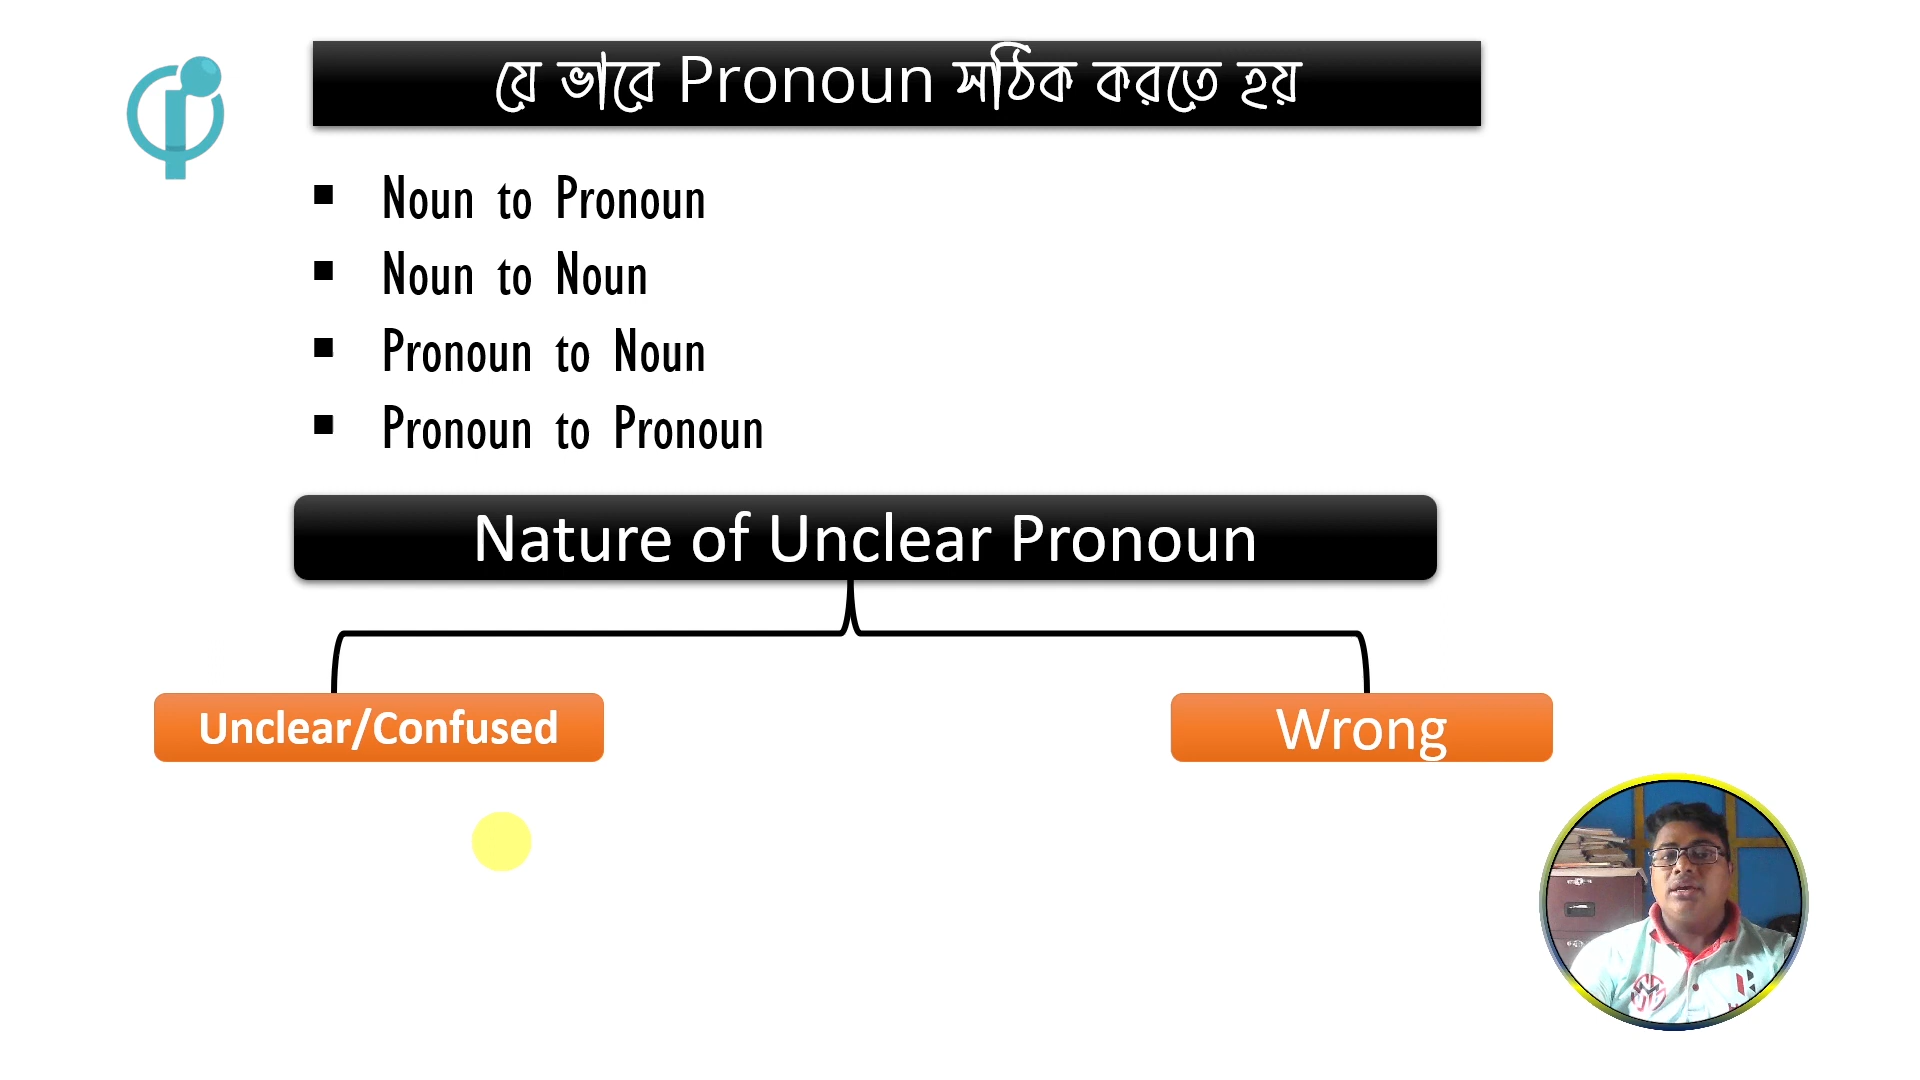 যে ভাবে Pronoun সঠিক করতে হয়
Noun to Pronoun
Noun to Noun
Pronoun to Noun
Pronoun to Pronoun
Nature of Unclear Pronoun
Unclear/Confused
Wrong